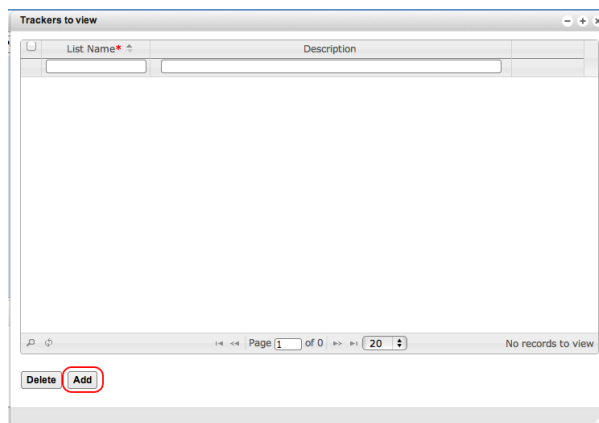 Trackers to view
List Name* Description
Page 1 of 0 20 No records to view
Delete Add